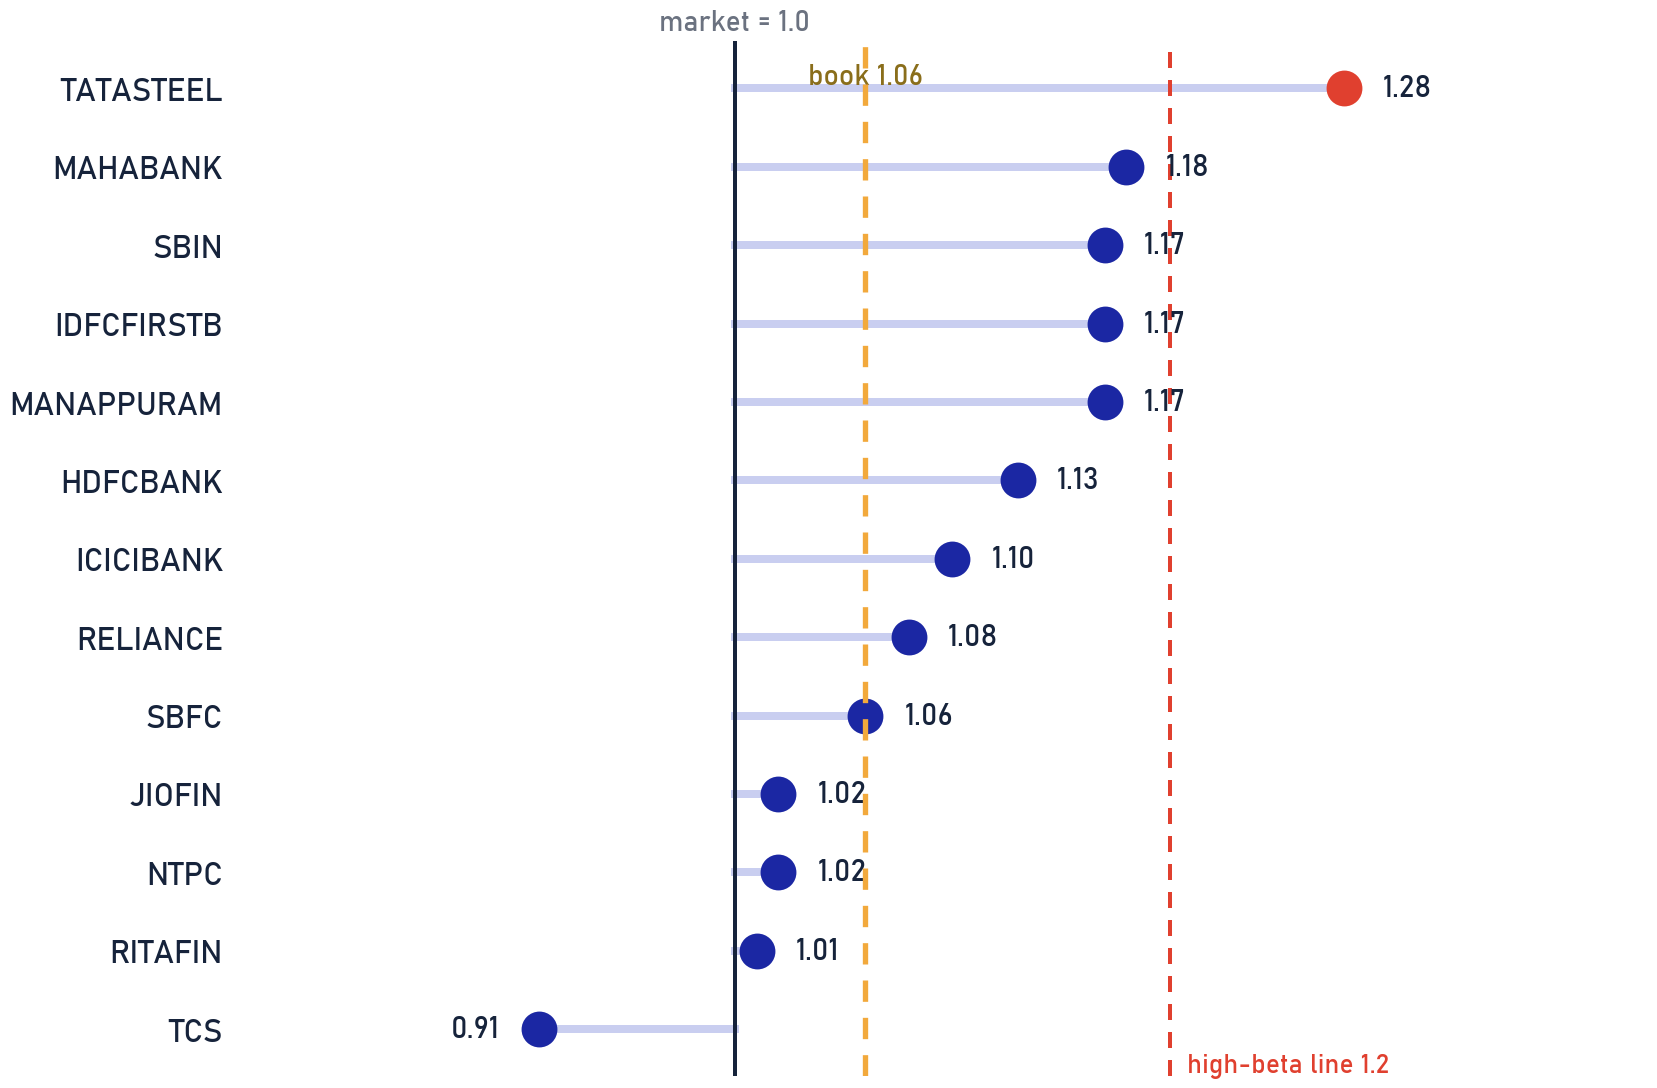 market = 1.0
book 1.06
TATASTEEL 1.28
MAHABANK 1.18
SBIN 1.17
IDFCFIRSTB 1.17
MANAPPURAM 1.17
HDFCBANK 1.13
ICICIBANK 1.10
RELIANCE 1.08
SBFC 1.06
JIOFIN 1.02
NTPC 1.02
RITAFIN 1.01
TCS 0.91
high-beta line 1.2